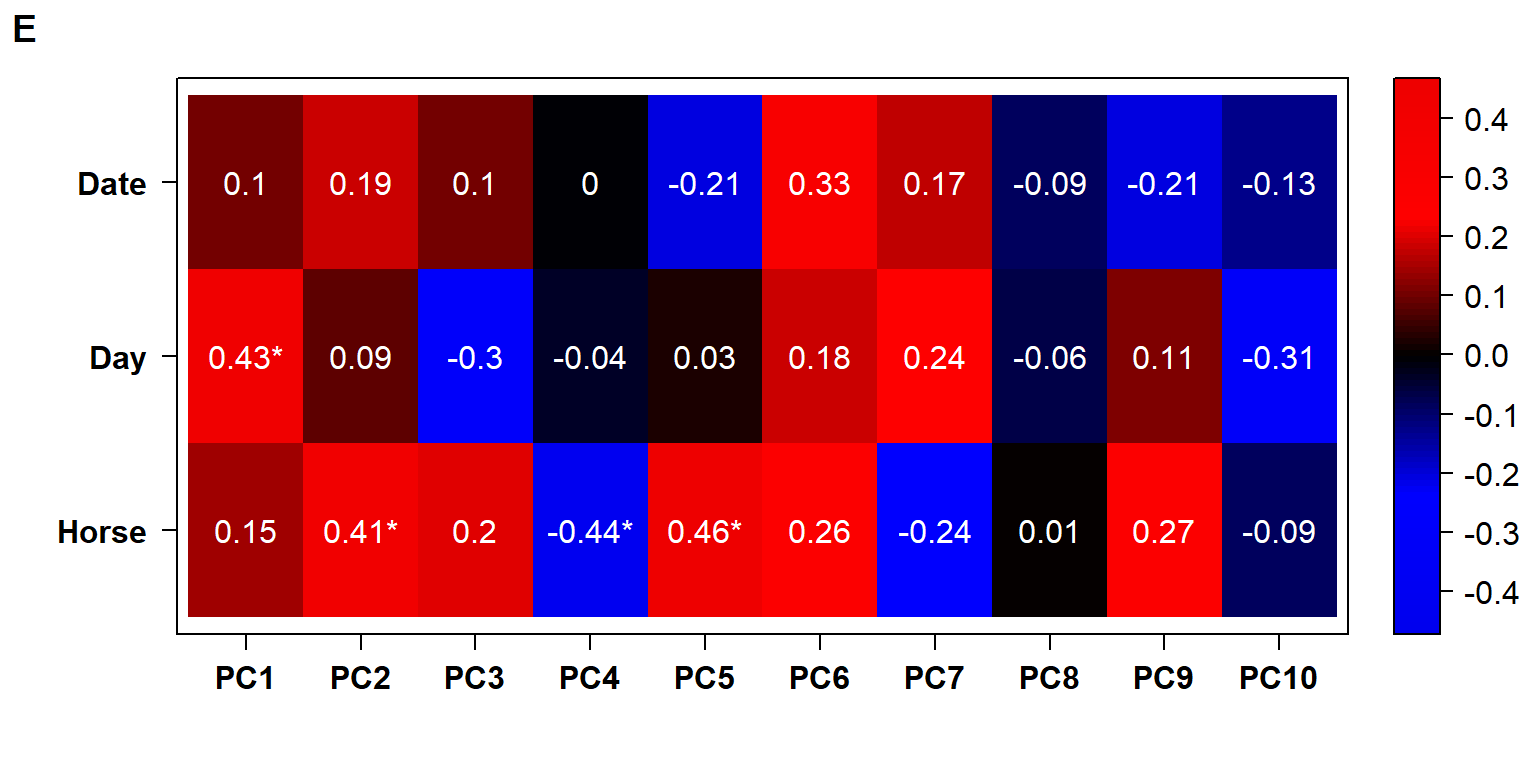 E
Date 0.1 0.19 0.1 0 -0.21 0.33 0.17 -0.09 -0.21 -0.13
Day 0.43* 0.09 -0.3 -0.04 0.03 0.18 0.24 -0.06 0.11 -0.31
Horse 0.15 0.41* 0.2 -0.44* 0.46* 0.26 -0.24 0.01 0.27 -0.09
PC1 PC2 PC3 PC4 PC5 PC6 PC7 PC8 PC9 PC10
0.4
0.3
0.2
0.1
0.0
-0.1
-0.2
-0.3
-0.4